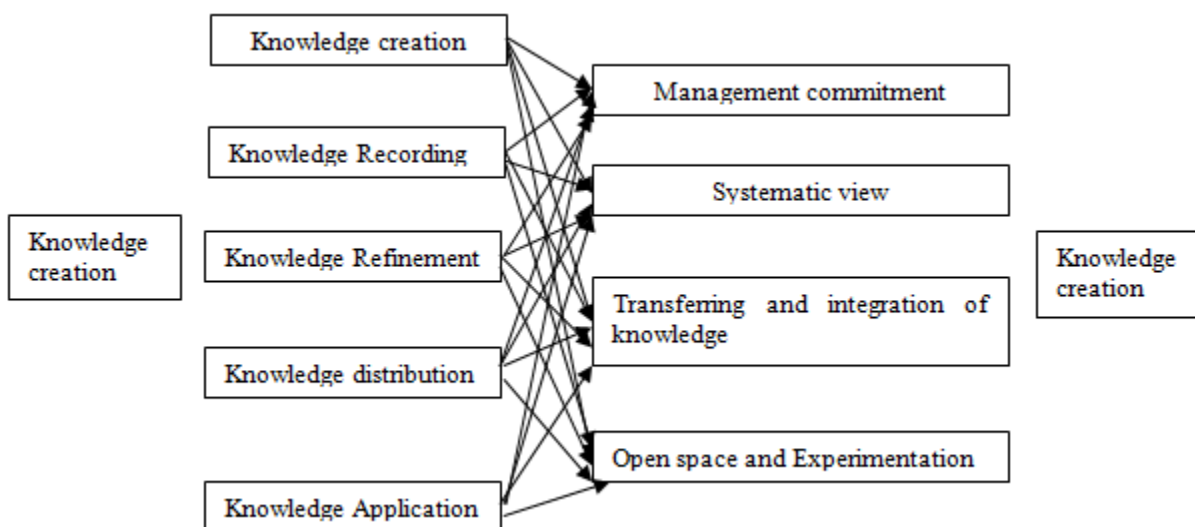 Knowledge creation
Management commitment
Knowledge Recording
Systematic view
Knowledge
creation
Knowledge Refinement
Knowledge
creation
Transferring and integration of
knowledge
Knowledge distribution
Open space and Experimentation
Knowledge Application